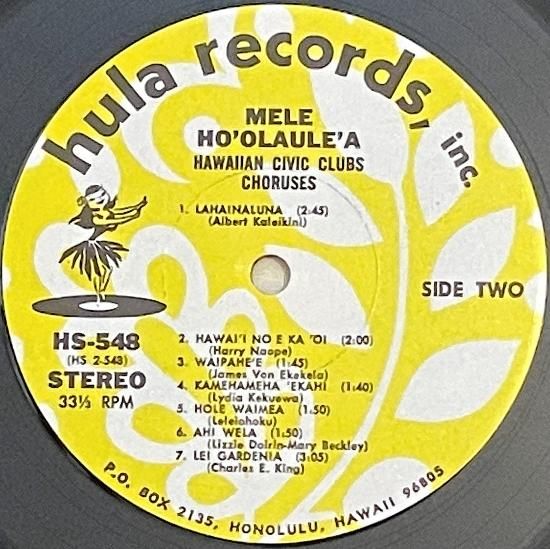 hula records, inc.
MELE
HO'OLAULE'A
HAWAIIAN CIVIC CLUBS
CHORUSES
1. LAHAINALUNA (2:45)
(Albert Kaleikini)
SIDE TWO
HS-548
(HS 2-543)
STEREO
33⅓ RPM
2. HAWAI'I NO E KA 'OI (2:00)
(Harry Naope)
3. WAIPAHE'E (1:45)
(James Von Ekekela)
4. KAMEHAMEHA 'EKAHI (1:40)
(Lydia Kekuewa)
5. HOLE WAIMEA (1:50)
(Leleiohoku)
6. AHI WELA (1:50)
(Lizzie Doirin-Mary Beckley)
7. LEI GARDENIA (3:05)
(Charles E. King)
P.O. BOX 2135, HONOLULU, HAWAII 96805